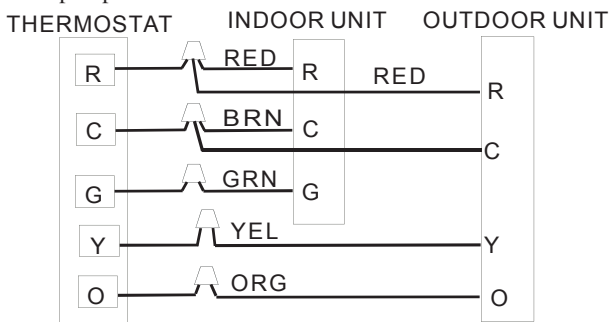 THERMOSTAT INDOOR UNIT OUTDOOR UNIT
R RED R RED R
C BRN C C
G GRN G
Y YEL Y
O ORG O